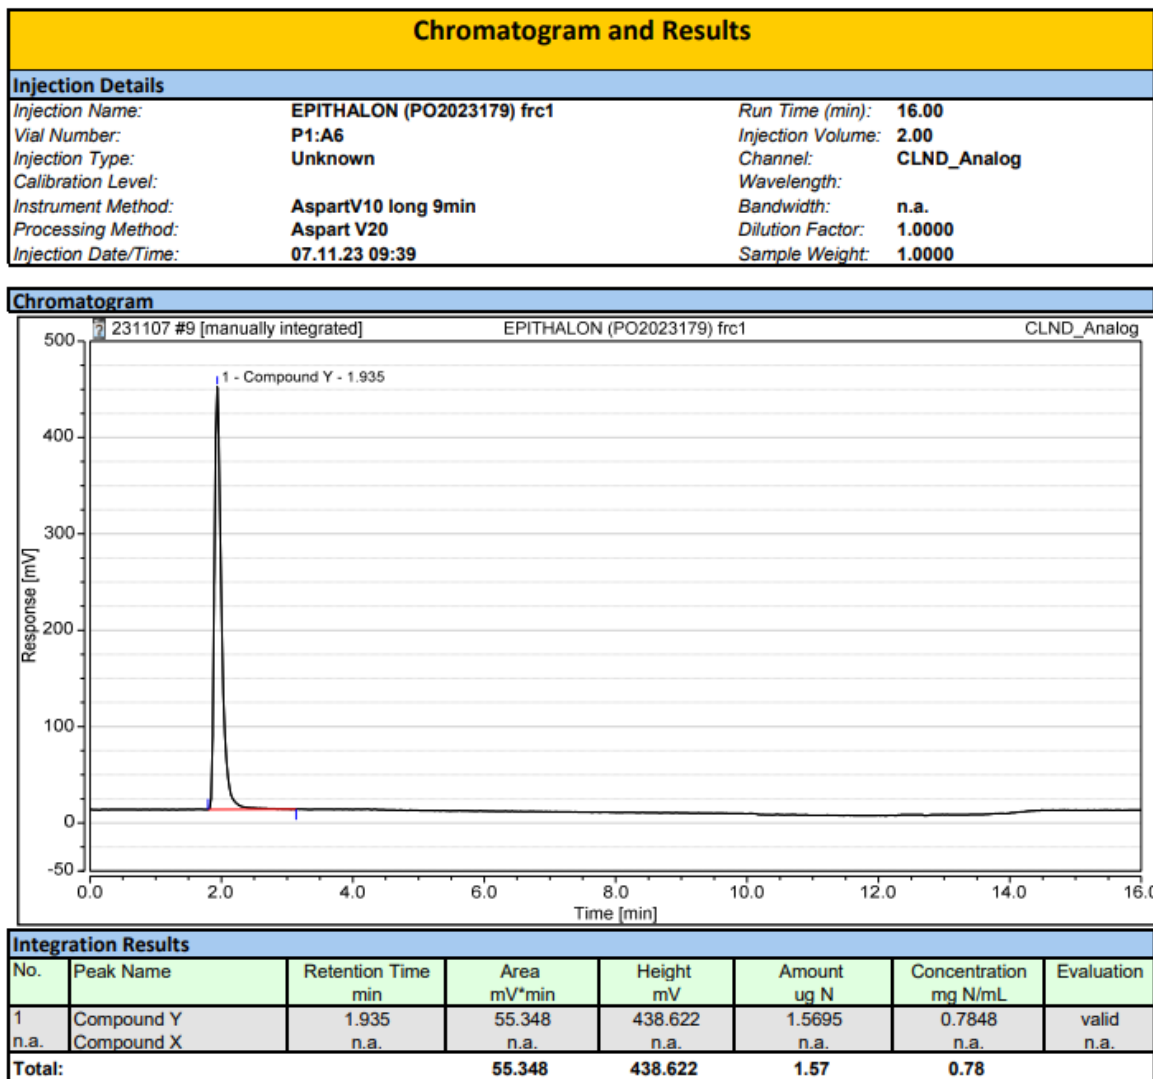 Chromatogram and Results
Injection Details
Injection Name: EPITHALON (PO2023179) frc1 Run Time (min): 16.00
Vial Number: P1:A6 Injection Volume: 2.00
Injection Type: Unknown Channel: CLND_Analog
Calibration Level: Wavelength:
Instrument Method: AspartV10 long 9min Bandwidth: n.a.
Processing Method: Aspart V20 Dilution Factor: 1.0000
Injection Date/Time: 07.11.23 09:39 Sample Weight: 1.0000
Chromatogram
? 231107 #9 [manually integrated] EPITHALON (PO2023179) frc1 CLND_Analog
500
1 - Compound Y - 1.935
400
300
200
100
0
-50
Response [mV]
0.0 2.0 4.0 6.0 8.0 10.0 12.0 14.0 16.0
Time [min]
Integration Results
No. Peak Name Retention Time Area Height Amount Concentration Evaluation
min mV*min mV ug N mg N/mL
1 Compound Y 1.935 55.348 438.622 1.5695 0.7848 valid
n.a. Compound X n.a. n.a. n.a. n.a. n.a. n.a.
Total: 55.348 438.622 1.57 0.78